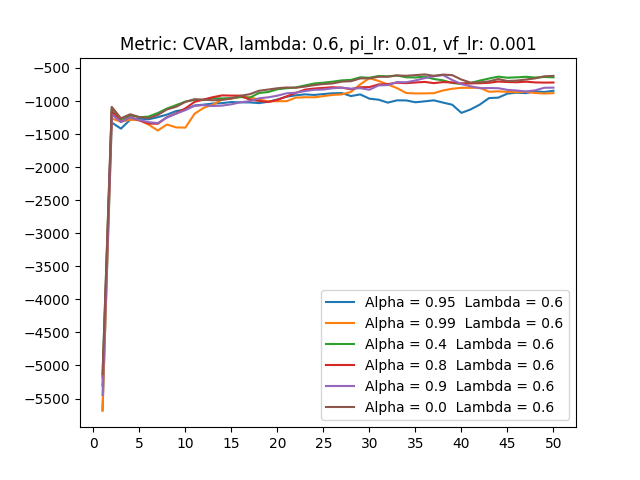 Metric: CVAR, lambda: 0.6, pi_lr: 0.01, vf_lr: 0.001
−500
−1000
−1500
−2000
−2500
−3000
−3500
−4000
−4500
−5000
−5500
Alpha = 0.95  Lambda = 0.6
Alpha = 0.99  Lambda = 0.6
Alpha = 0.4  Lambda = 0.6
Alpha = 0.8  Lambda = 0.6
Alpha = 0.9  Lambda = 0.6
Alpha = 0.0  Lambda = 0.6
0 5 10 15 20 25 30 35 40 45 50